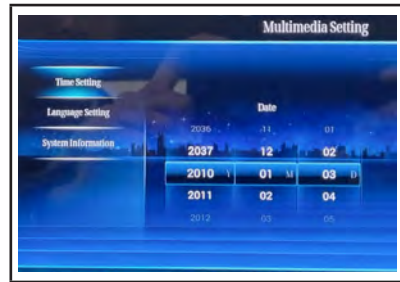 Multimedia Setting
Time Setting
Language Setting
System Information
Date
2036 11 01
2037 12 02
2010 Y 01 M 03 D
2011 02 04
2012 03 05